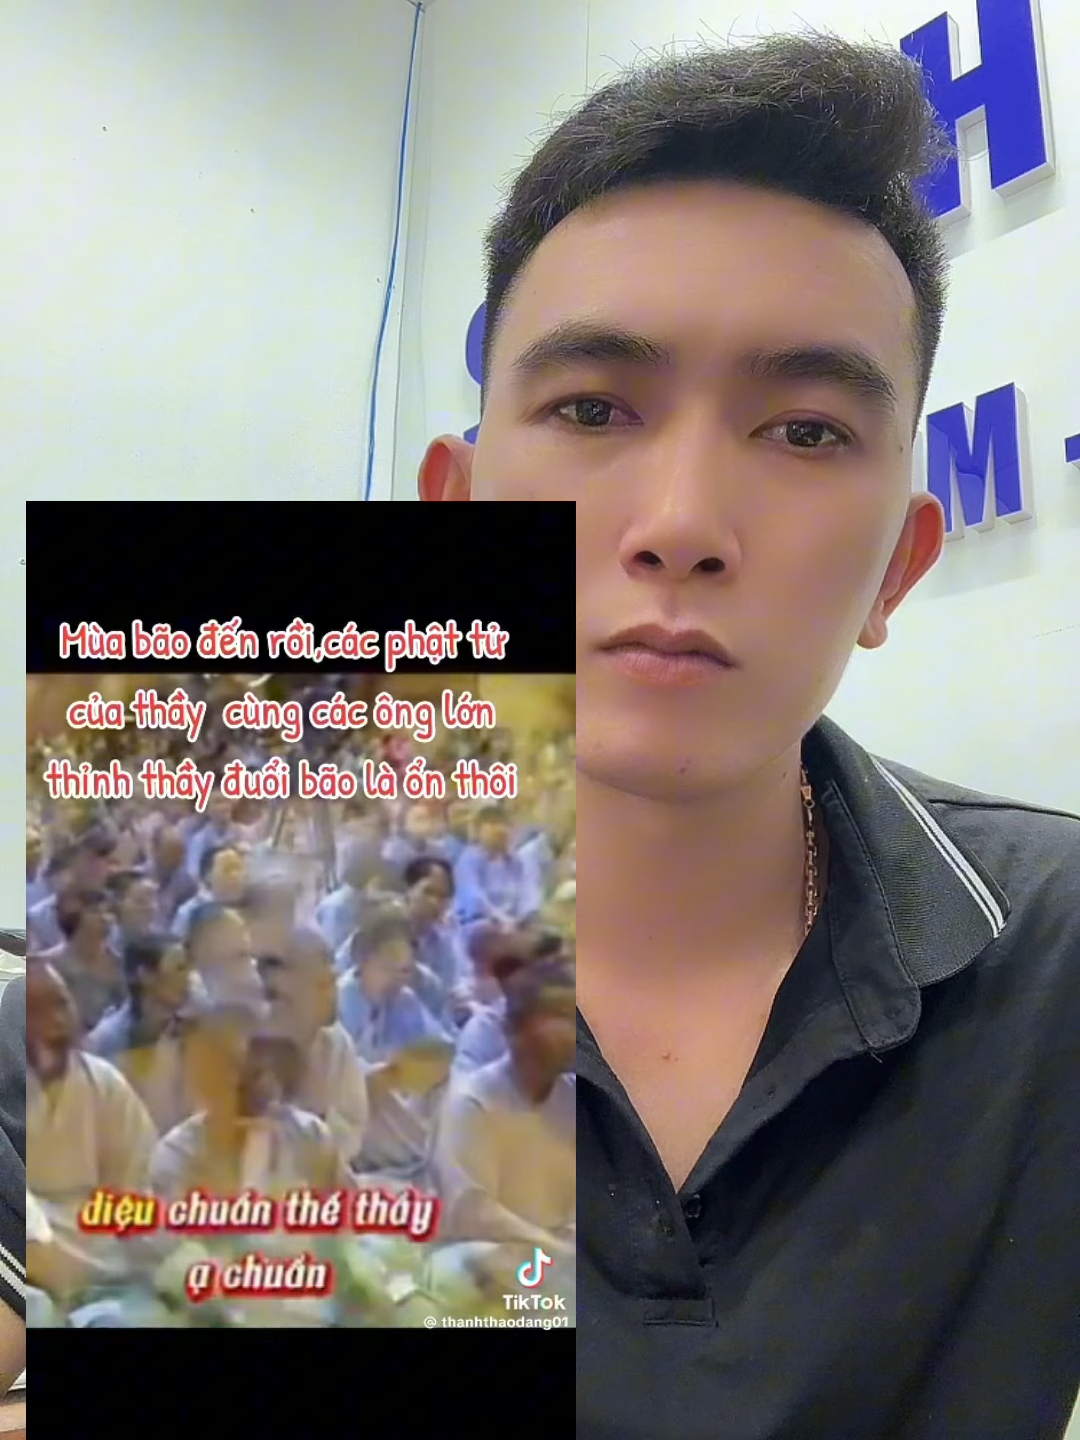 H
M
Mùa bão đến rồi,các phật tử
của thầy cùng các ông lớn
thỉnh thầy đuổi bão là ổn thôi
diệu chuẩn thế thầy
ạ chuẩn
TikTok
@ thanhthaodang01